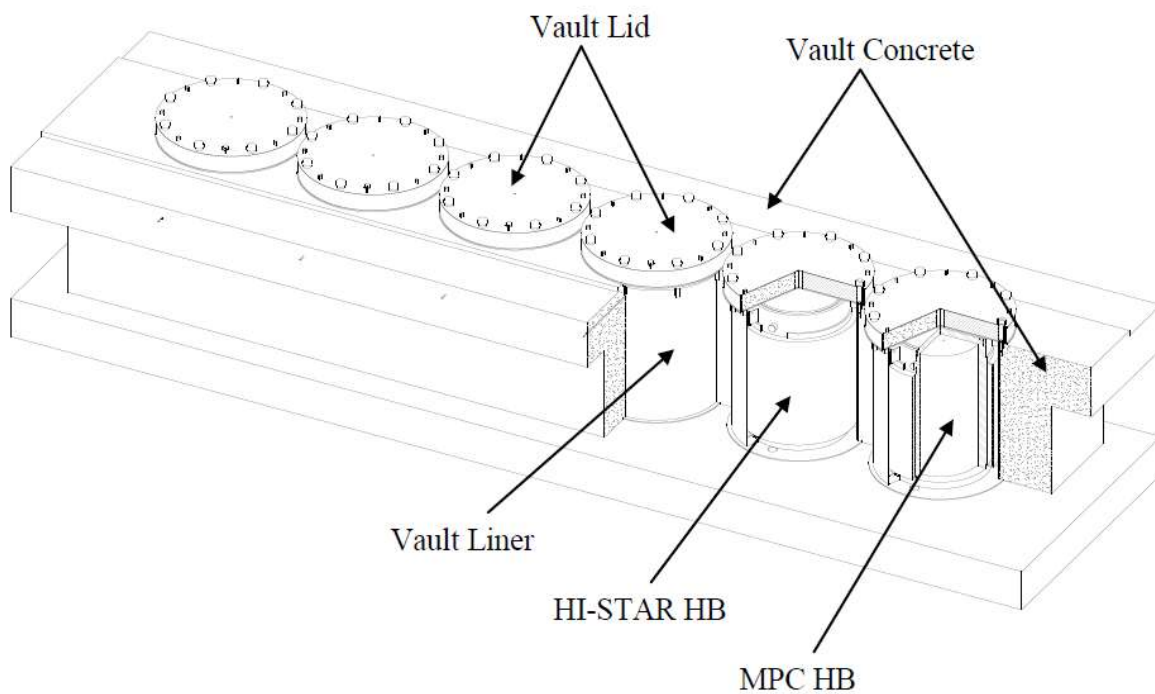 Vault Lid
Vault Concrete
Vault Liner
HI-STAR HB
MPC HB